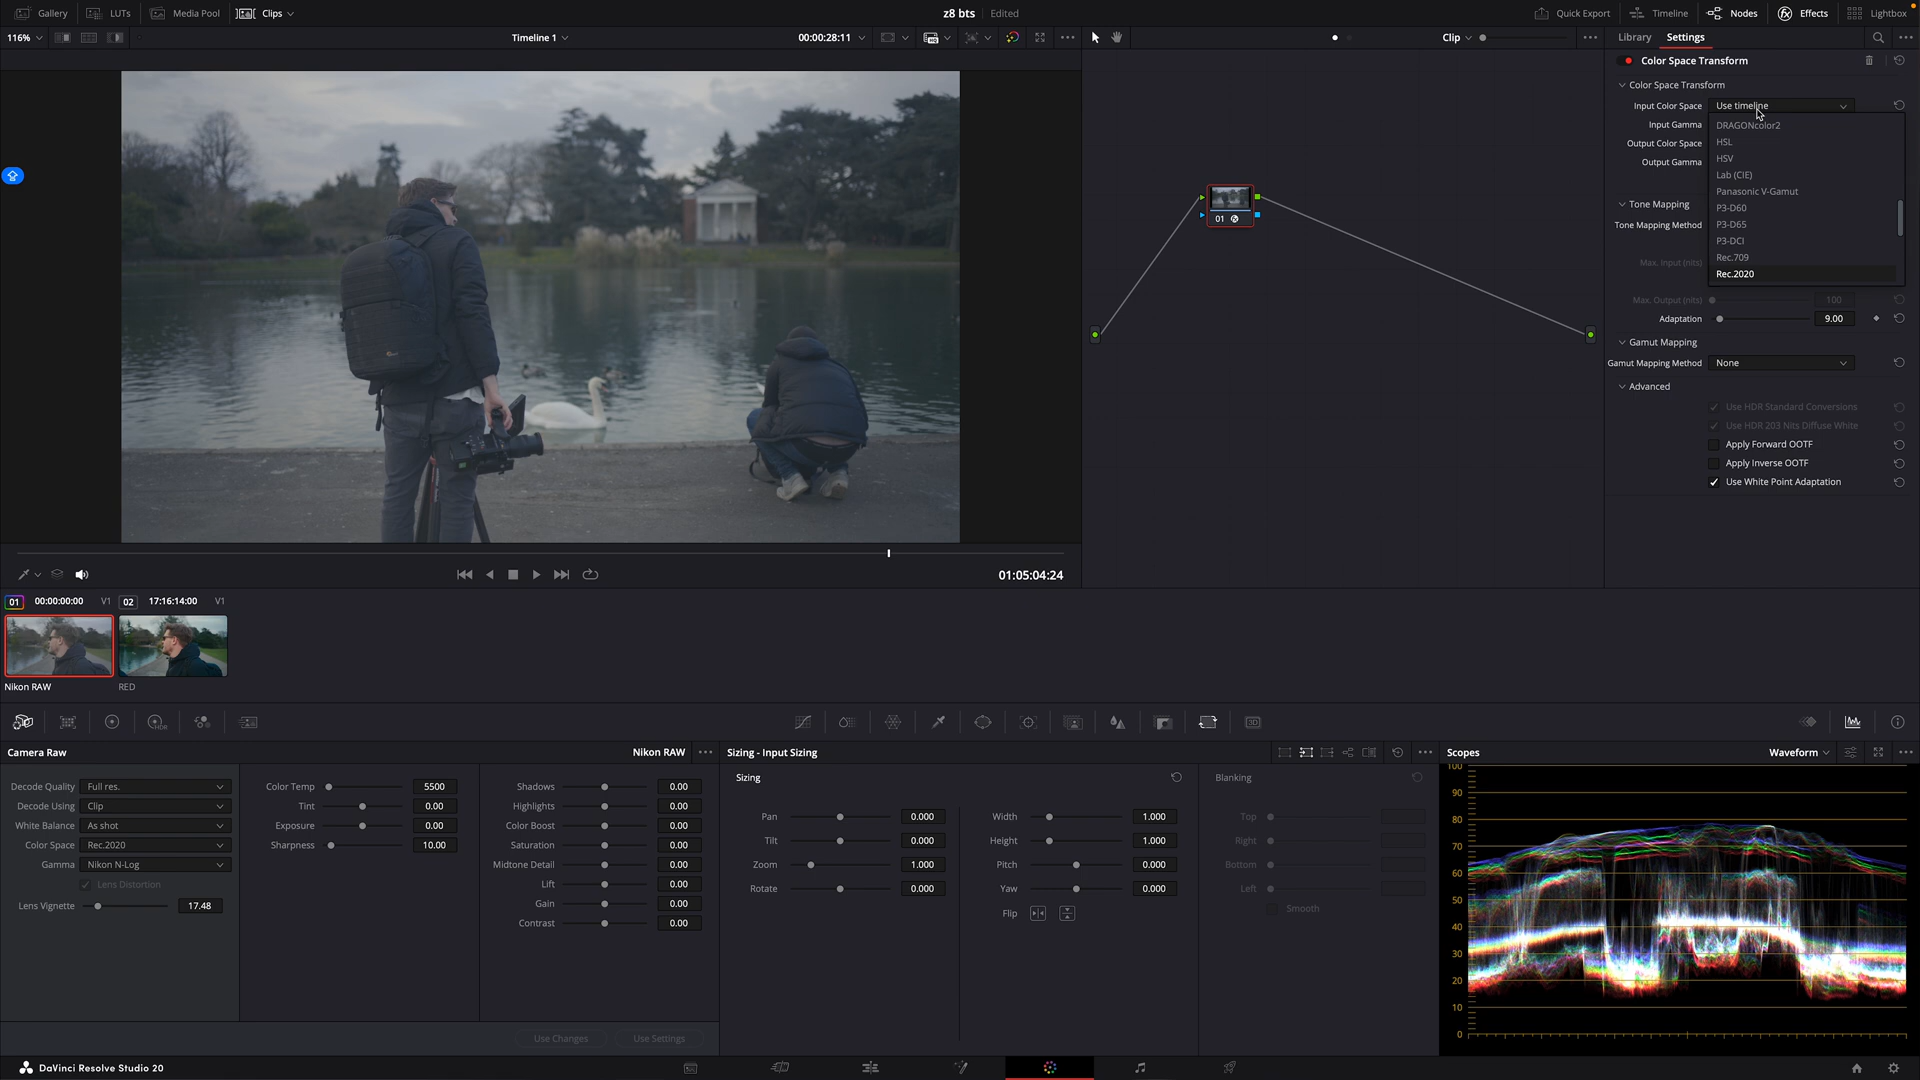 Gallery LUTs Media Pool Clips z8 bts Edited Quick Export Timeline Nodes Effects Lightbox
116% Timeline 1 00:00:28:11 Clip Library Settings
Color Space Transform
Color Space Transform
Input Color Space Use timeline
Input Gamma
Output Color Space
Output Gamma
DRAGONcolor2
HSL
HSV
Lab (CIE)
Panasonic V-Gamut
P3-D60
P3-D65
P3-DCI
Rec.709
Rec.2020
Tone Mapping
Tone Mapping Method
Max. Input (nits)
Max. Output (nits) 100
Adaptation 9.00
Gamut Mapping
Gamut Mapping Method None
Advanced
Use HDR Standard Conversions
Use HDR 203 Nits Diffuse White
Apply Forward OOTF
Apply Inverse OOTF
Use White Point Adaptation
01
01:05:04:24
01 00:00:00:00 V1 02 17:16:14:00 V1
Nikon RAW RED
HDR
3D
Camera Raw Nikon RAW
Decode Quality Full res.
Decode Using Clip
White Balance As shot
Color Space Rec.2020
Gamma Nikon N-Log
Lens Distortion
Lens Vignette 17.48
Color Temp 5500
Tint 0.00
Exposure 0.00
Sharpness 10.00
Shadows 0.00
Highlights 0.00
Color Boost 0.00
Saturation 0.00
Midtone Detail 0.00
Lift 0.00
Gain 0.00
Contrast 0.00
Use Changes Use Settings
Sizing - Input Sizing
Sizing
Pan 0.000
Tilt 0.000
Zoom 1.000
Rotate 0.000
Width 1.000
Height 1.000
Pitch 0.000
Yaw 0.000
Flip
Blanking
Top
Right
Bottom
Left
Smooth
Scopes Waveform
100
90
80
70
60
50
40
30
20
10
0
DaVinci Resolve Studio 20